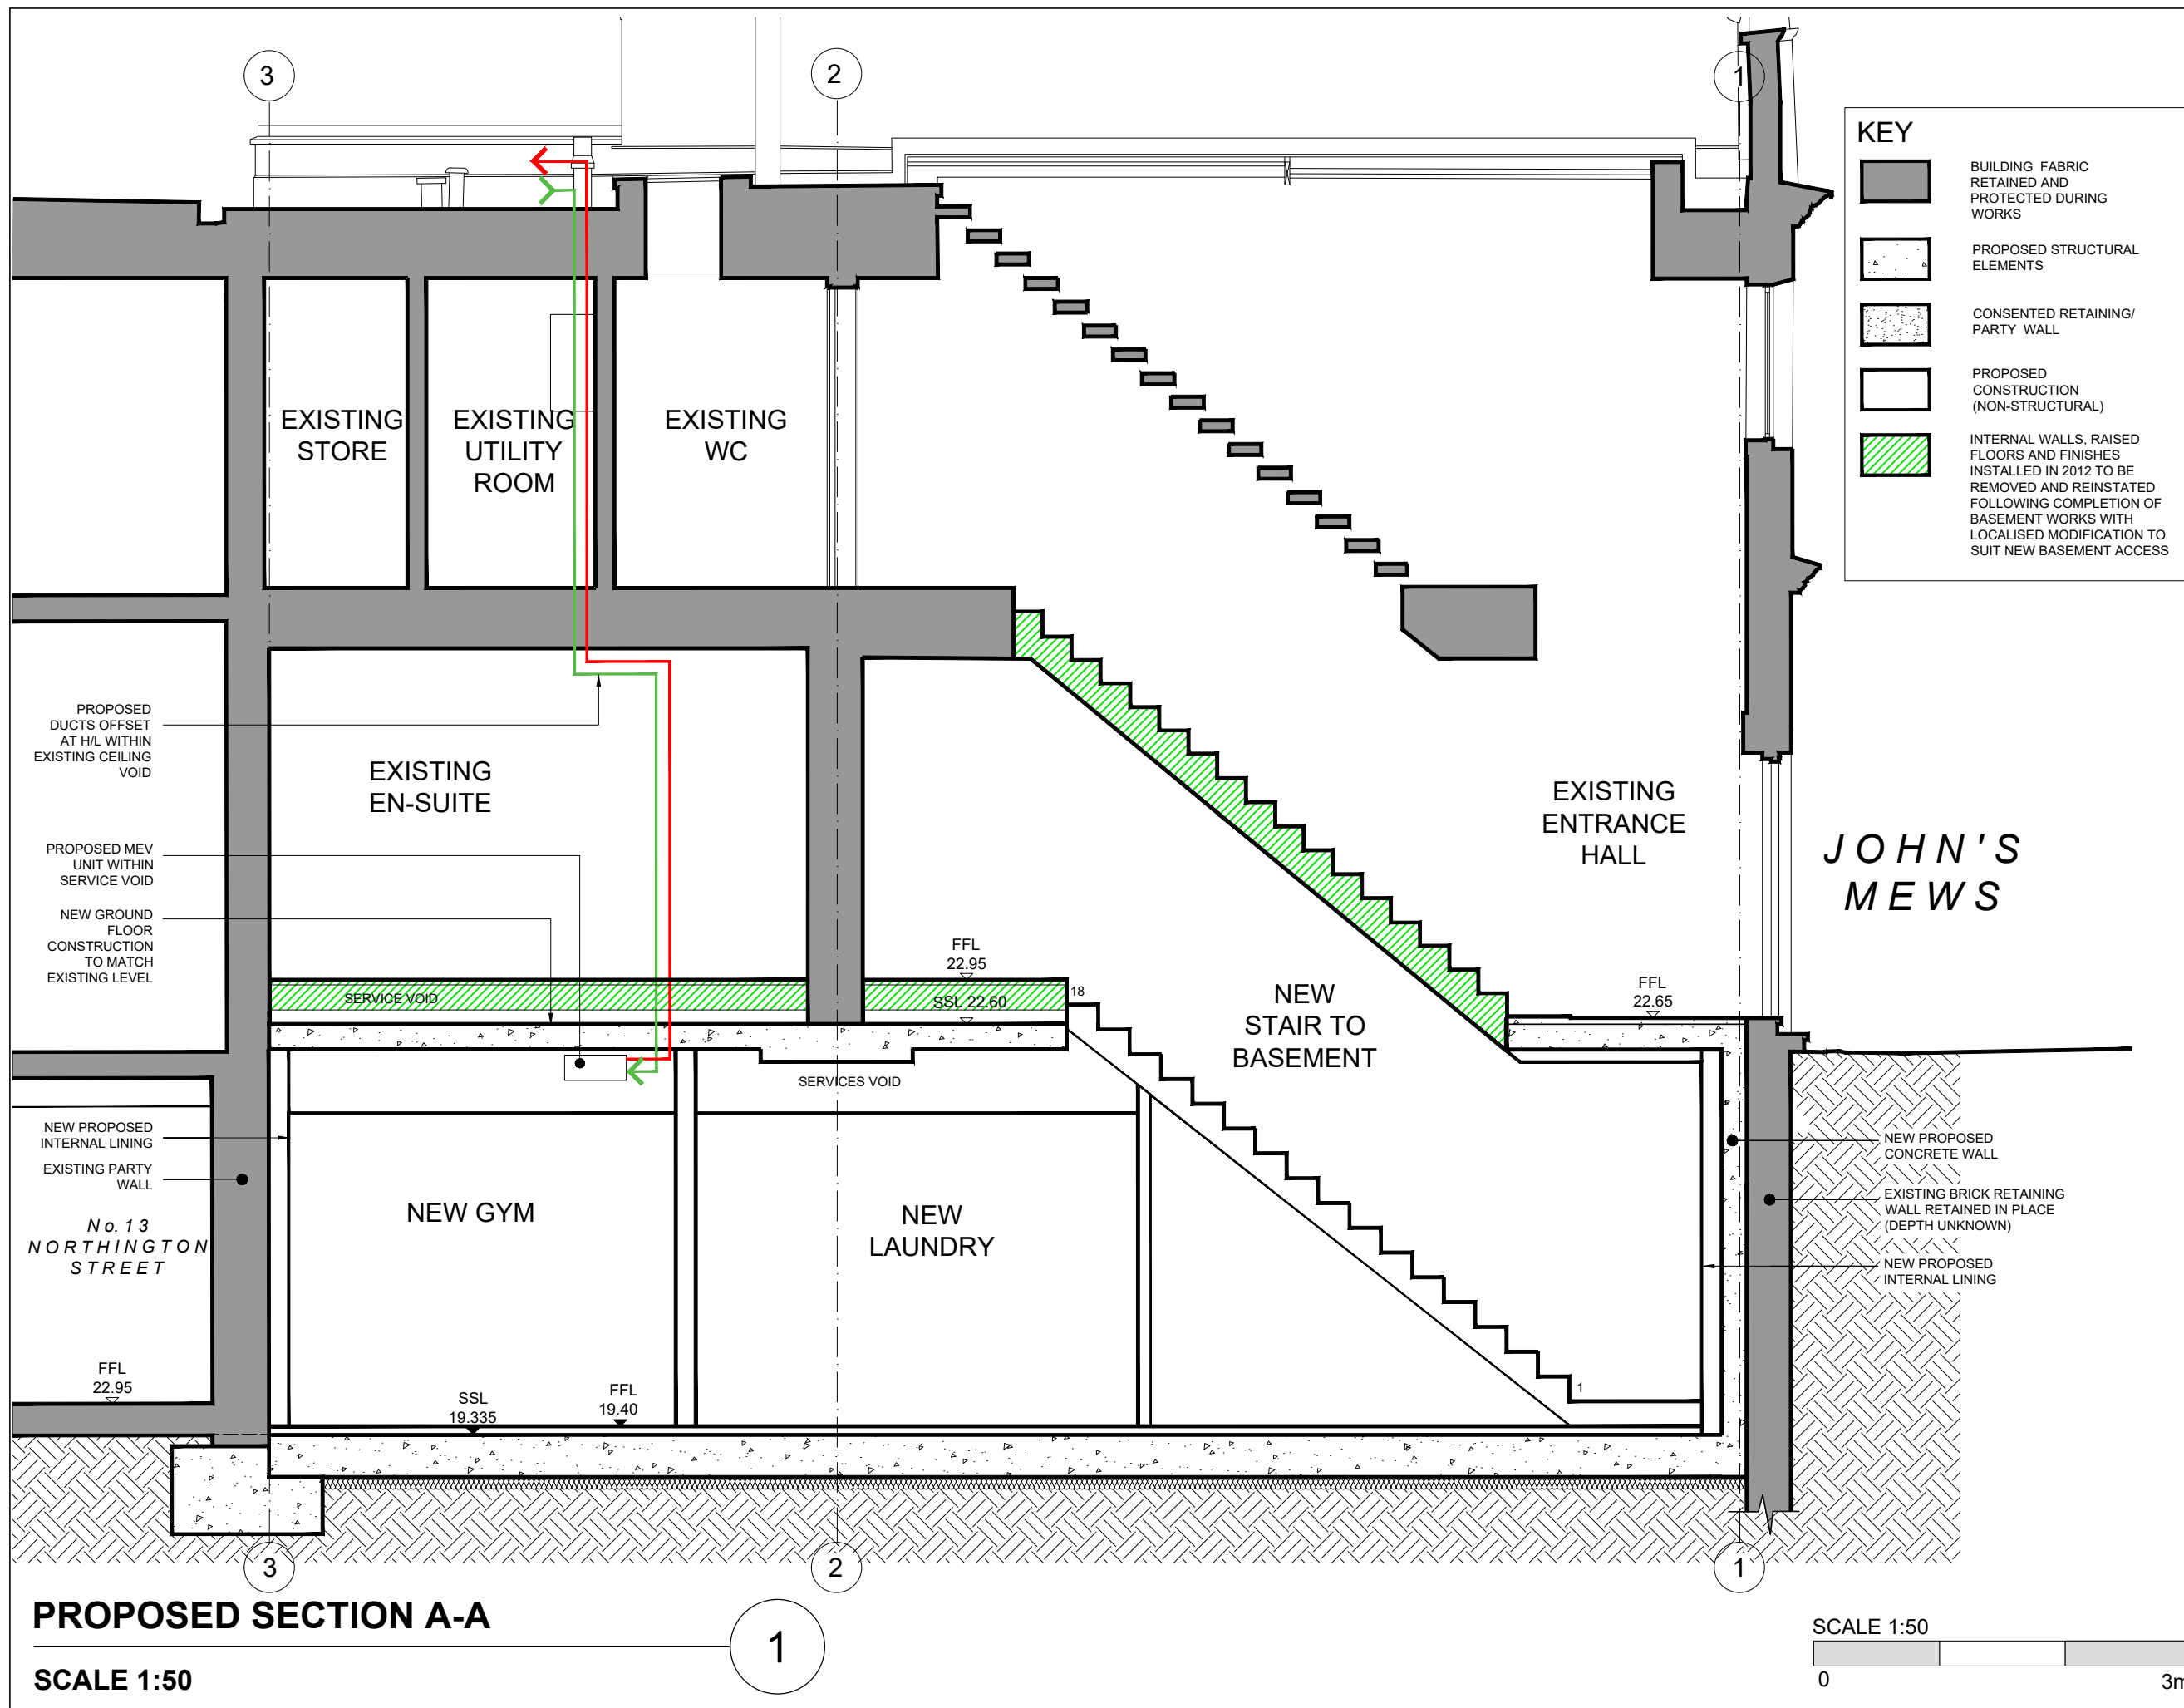 3
2
1
KEY
BUILDING FABRIC
RETAINED AND
PROTECTED DURING
WORKS
PROPOSED STRUCTURAL
ELEMENTS
CONSENTED RETAINING/
PARTY WALL
PROPOSED
CONSTRUCTION
(NON-STRUCTURAL)
INTERNAL WALLS, RAISED
FLOORS AND FINISHES
INSTALLED IN 2012 TO BE
REMOVED AND REINSTATED
FOLLOWING COMPLETION OF
BASEMENT WORKS WITH
LOCALISED MODIFICATION TO
SUIT NEW BASEMENT ACCESS
EXISTING
STORE
EXISTING
UTILITY
ROOM
EXISTING
WC
PROPOSED
DUCTS OFFSET
AT H/L WITHIN
EXISTING CEILING
VOID
EXISTING
EN-SUITE
EXISTING
ENTRANCE
HALL
JOHN'S
MEWS
PROPOSED MEV
UNIT WITHIN
SERVICE VOID
NEW GROUND
FLOOR
CONSTRUCTION
TO MATCH
EXISTING LEVEL
SERVICE VOID
FFL
22.95
SSL 22.60
18
NEW
STAIR TO
BASEMENT
FFL
22.65
SERVICES VOID
NEW PROPOSED
INTERNAL LINING
EXISTING PARTY
WALL
No.13
NORTHINGTON
STREET
NEW GYM
NEW
LAUNDRY
NEW PROPOSED
CONCRETE WALL
EXISTING BRICK RETAINING
WALL RETAINED IN PLACE
(DEPTH UNKNOWN)
NEW PROPOSED
INTERNAL LINING
FFL
22.95
SSL
19.335
FFL
19.40
1
3
2
1
PROPOSED SECTION A-A
1
SCALE 1:50
SCALE 1:50
0
3m